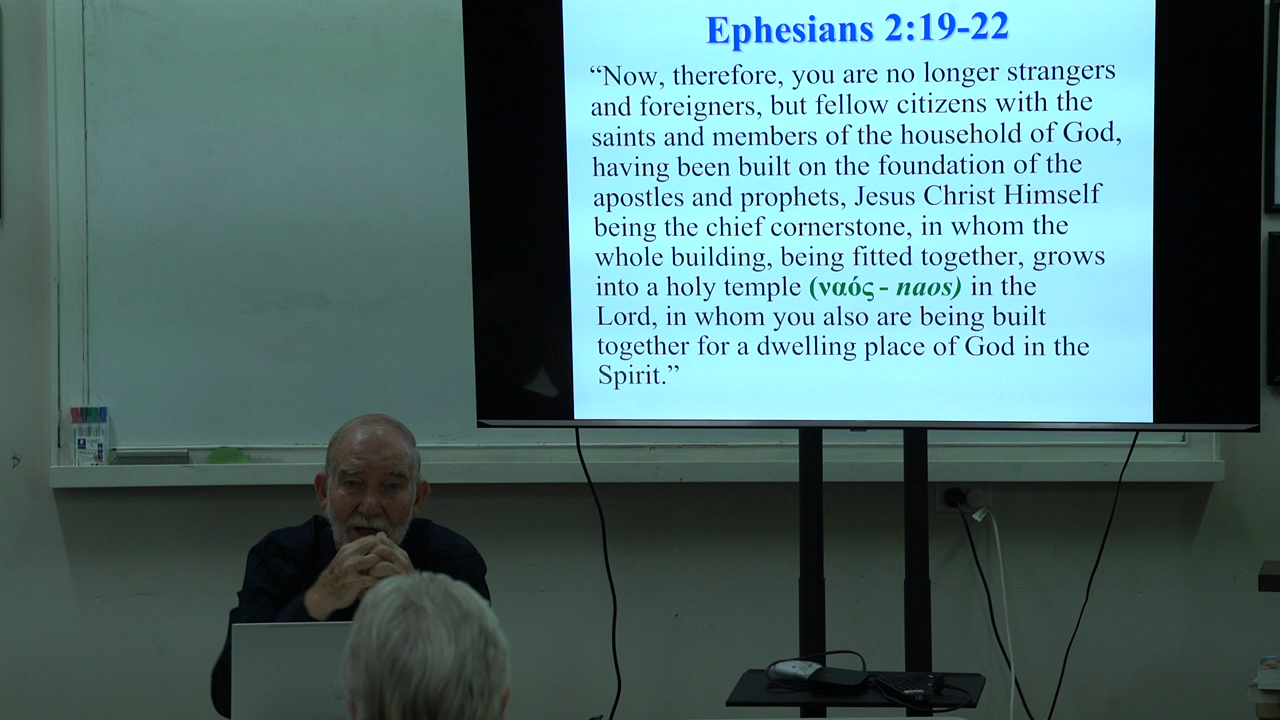 Ephesians 2:19-22
“Now, therefore, you are no longer strangers
and foreigners, but fellow citizens with the
saints and members of the household of God,
having been built on the foundation of the
apostles and prophets, Jesus Christ Himself
being the chief cornerstone, in whom the
whole building, being fitted together, grows
into a holy temple (ναός - naos) in the
Lord, in whom you also are being built
together for a dwelling place of God in the
Spirit.”